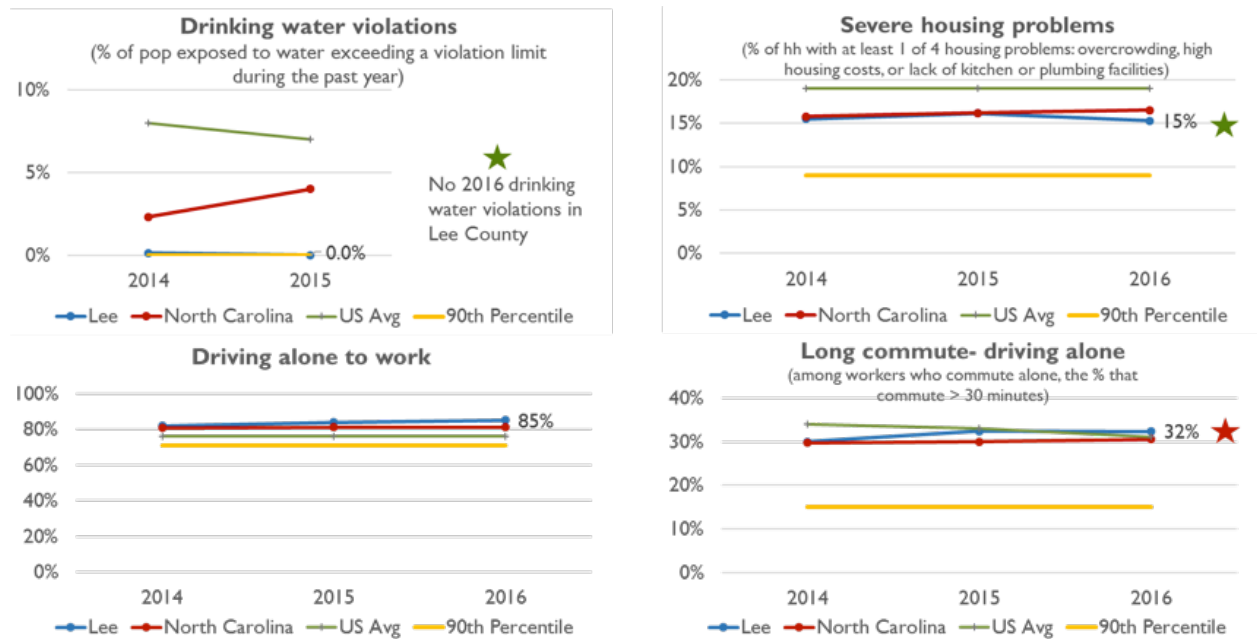 Drinking water violations
(% of pop exposed to water exceeding a violation limit
during the past year)
10%
5%
0%
0.0%
2014
2015
No 2016 drinking
water violations in
Lee County
Lee
North Carolina
US Avg
90th Percentile
Severe housing problems
(% of hh with at least 1 of 4 housing problems: overcrowding, high
housing costs, or lack of kitchen or plumbing facilities)
20%
15%
10%
5%
0%
15%
2014
2015
2016
Lee
North Carolina
US Avg
90th Percentile
Driving alone to work
100%
80%
60%
40%
20%
0%
85%
2014
2015
2016
Lee
North Carolina
US Avg
90th Percentile
Long commute- driving alone
(among workers who commute alone, the % that
commute > 30 minutes)
40%
30%
20%
10%
0%
32%
2014
2015
2016
Lee
North Carolina
US Avg
90th Percentile